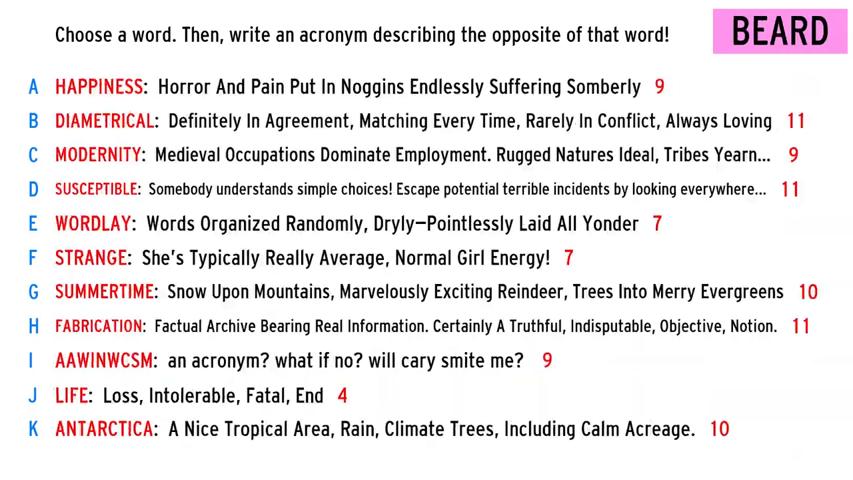 Choose a word. Then, write an acronym describing the opposite of that word!
BEARD
A HAPPINESS: Horror And Pain Put In Noggins Endlessly Suffering Somberly 9
B DIAMETRICAL: Definitely In Agreement, Matching Every Time, Rarely In Conflict, Always Loving 11
C MODERNITY: Medieval Occupations Dominate Employment. Rugged Natures Ideal, Tribes Yearn... 9
D SUSCEPTIBLE: Somebody understands simple choices! Escape potential terrible incidents by looking everywhere... 11
E WORDLAY: Words Organized Randomly, Dryly—Pointlessly Laid All Yonder 7
F STRANGE: She's Typically Really Average, Normal Girl Energy! 7
G SUMMERTIME: Snow Upon Mountains, Marvelously Exciting Reindeer, Trees Into Merry Evergreens 10
H FABRICATION: Factual Archive Bearing Real Information. Certainly A Truthful, Indisputable, Objective, Notion. 11
I AAWINWCSM: an acronym? what if no? will cary smite me? 9
J LIFE: Loss, Intolerable, Fatal, End 4
K ANTARCTICA: A Nice Tropical Area, Rain, Climate Trees, Including Calm Acreage. 10